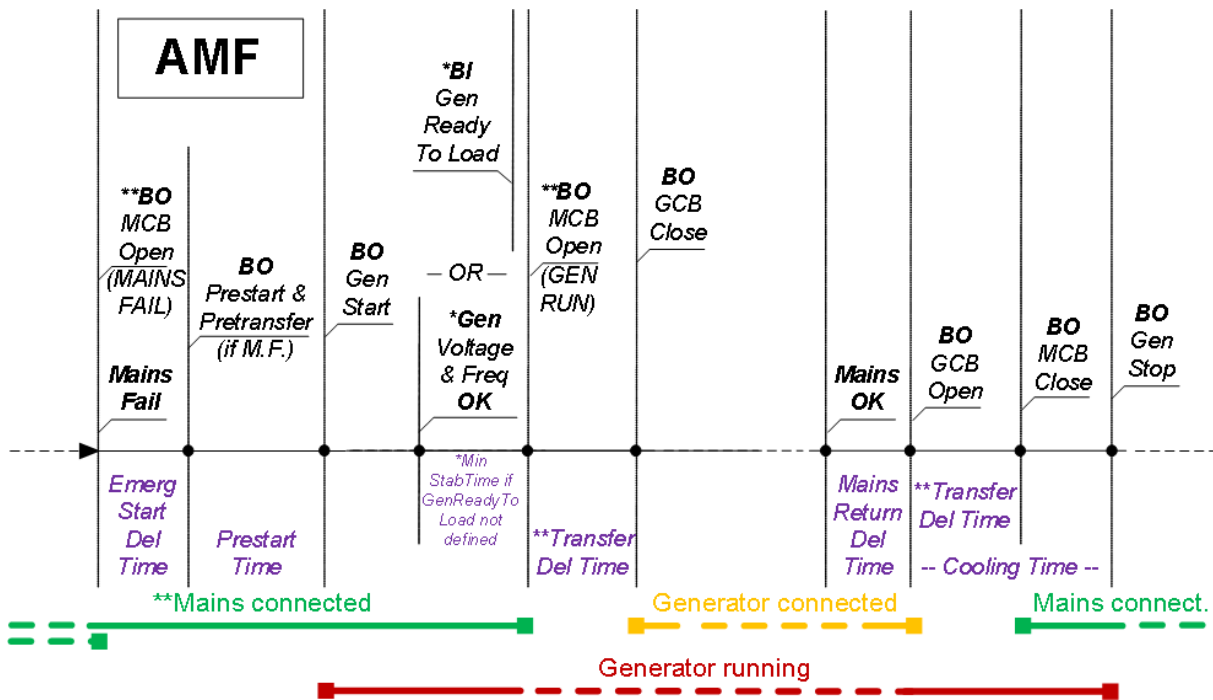 AMF
**BO
MCB
Open
(MAINS
FAIL)
Mains
Fail
BO
Prestart &
Pretransfer
(if M.F.)
BO
Gen
Start
*BI
Gen
Ready
To Load
— OR —
*Gen
Voltage
& Freq
OK
**BO
MCB
Open
(GEN
RUN)
BO
GCB
Close
Mains
OK
BO
GCB
Open
BO
MCB
Close
BO
Gen
Stop
Emerg
Start
Del
Time
Prestart
Time
*Min
StabTime if
GenReadyTo
Load not
defined
**Transfer
Del Time
Mains
Return
Del
Time
**Transfer
Del Time
-- Cooling Time --
**Mains connected
Generator connected
Mains connect.
Generator running